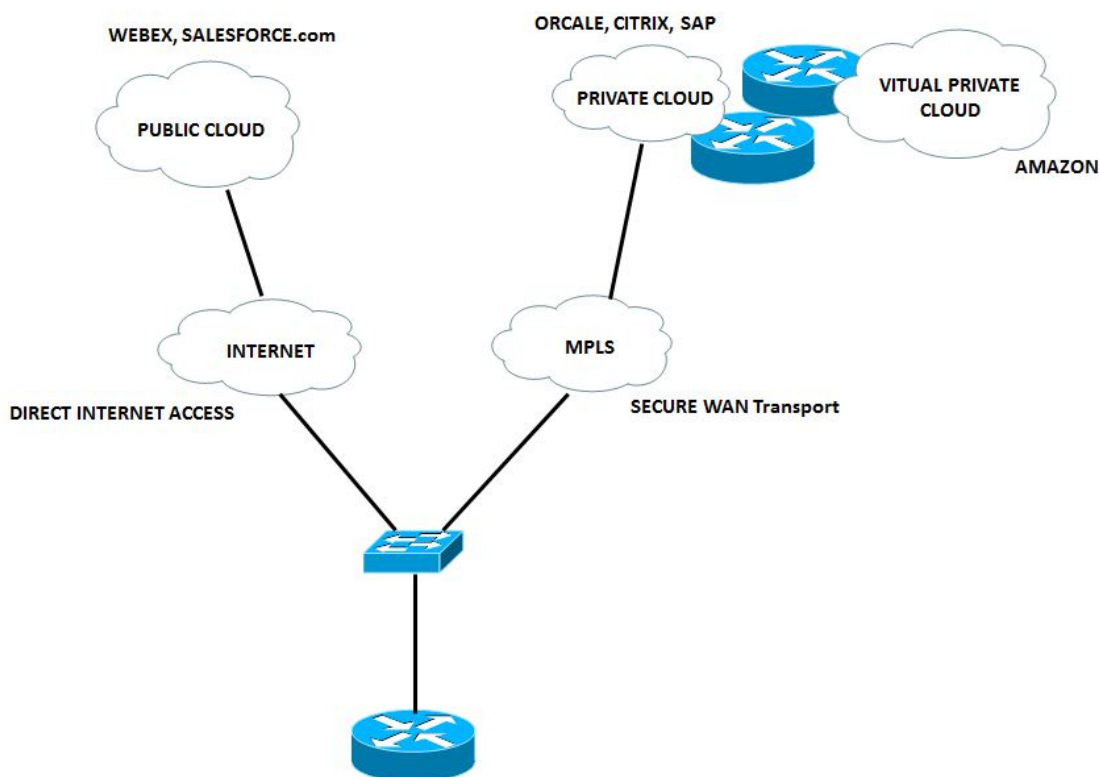 WEBEX, SALESFORCE.com
ORCALE, CITRIX, SAP
PUBLIC CLOUD
PRIVATE CLOUD
VITUAL PRIVATE
CLOUD
AMAZON
INTERNET
MPLS
DIRECT INTERNET ACCESS
SECURE WAN Transport